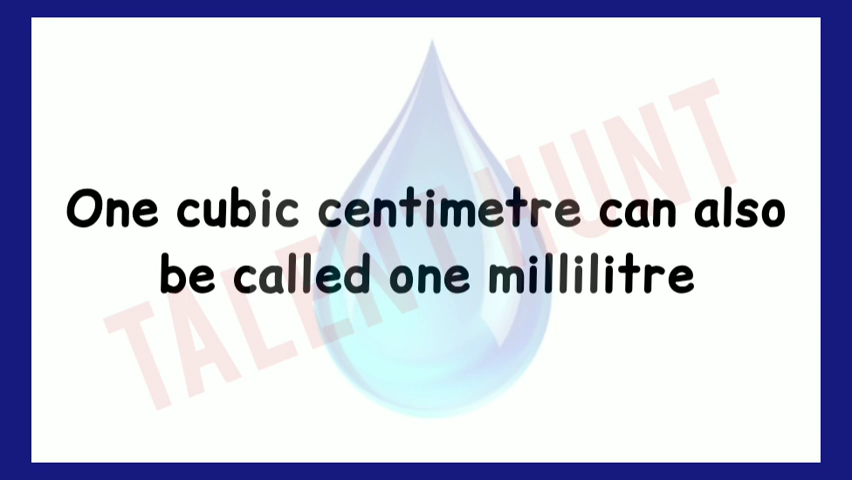 One cubic centimetre can also
be called one millilitre
TALENT HUNT